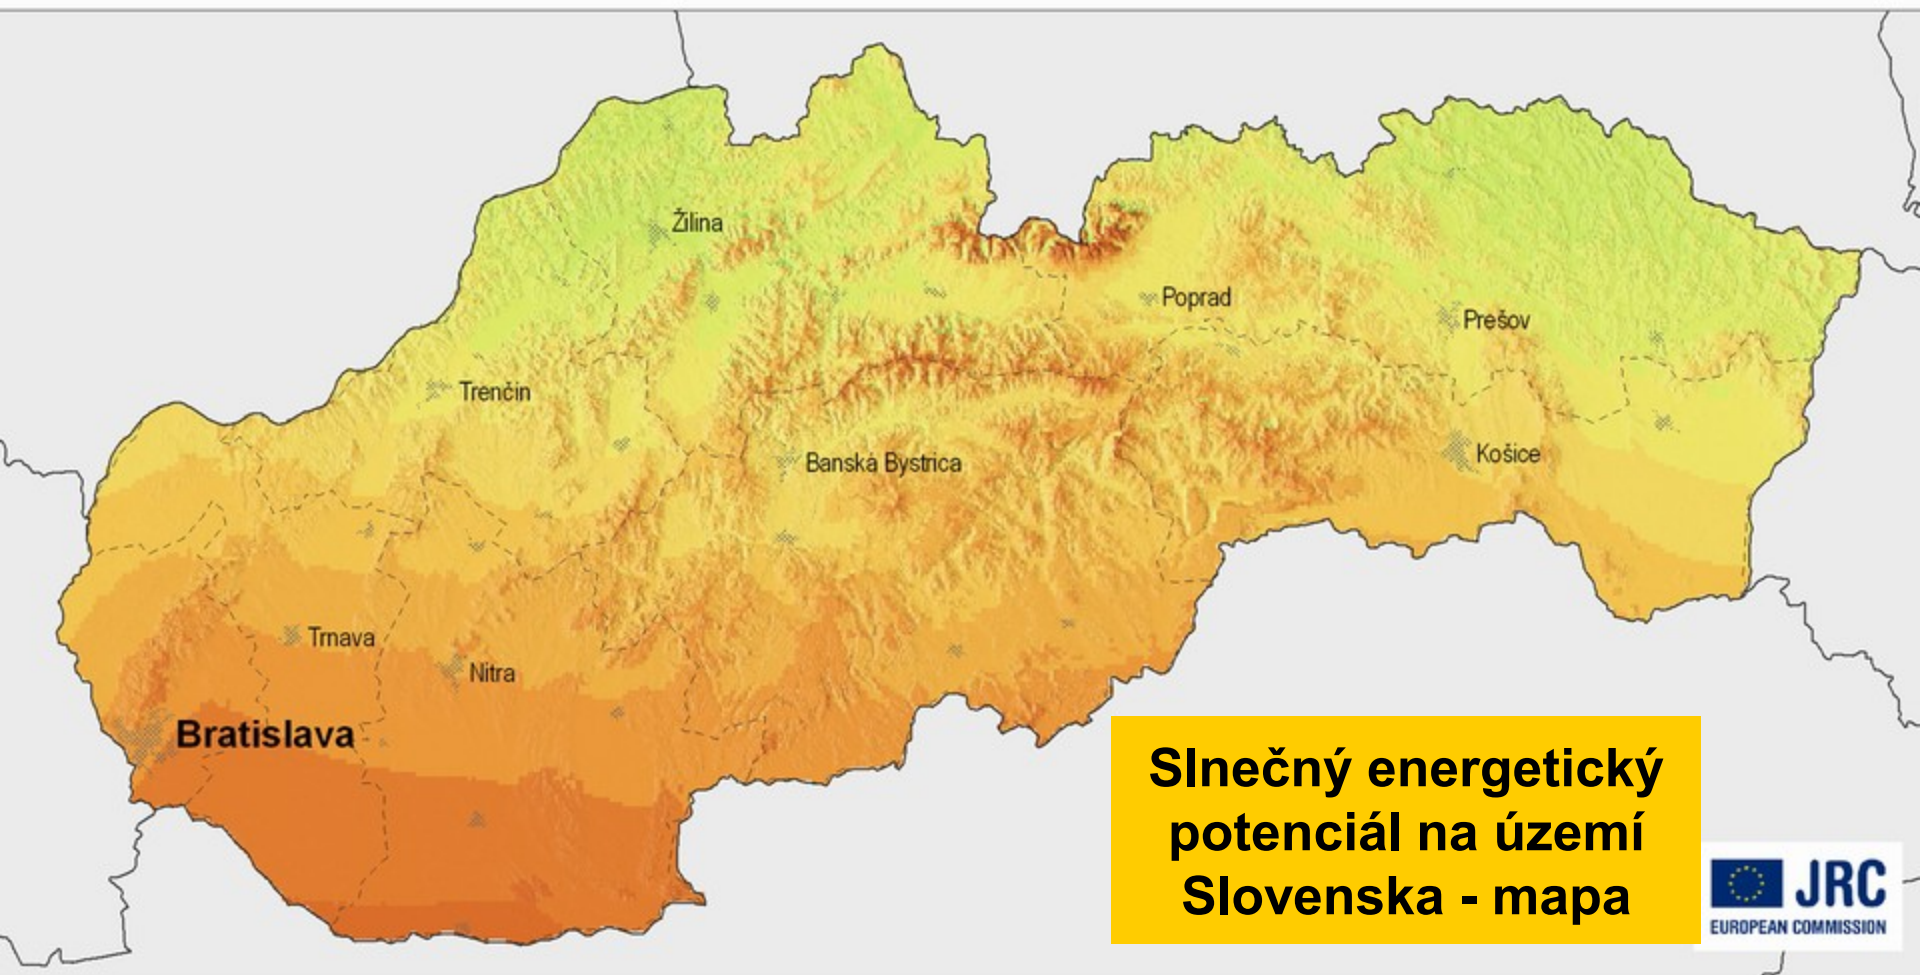 Žilina
Poprad
Prešov
Trenčín
Košice
Banská Bystrica
Trnava
Nitra
Bratislava
Slnečný energetický
potenciál na území
Slovenska - mapa
JRC
EUROPEAN COMMISSION